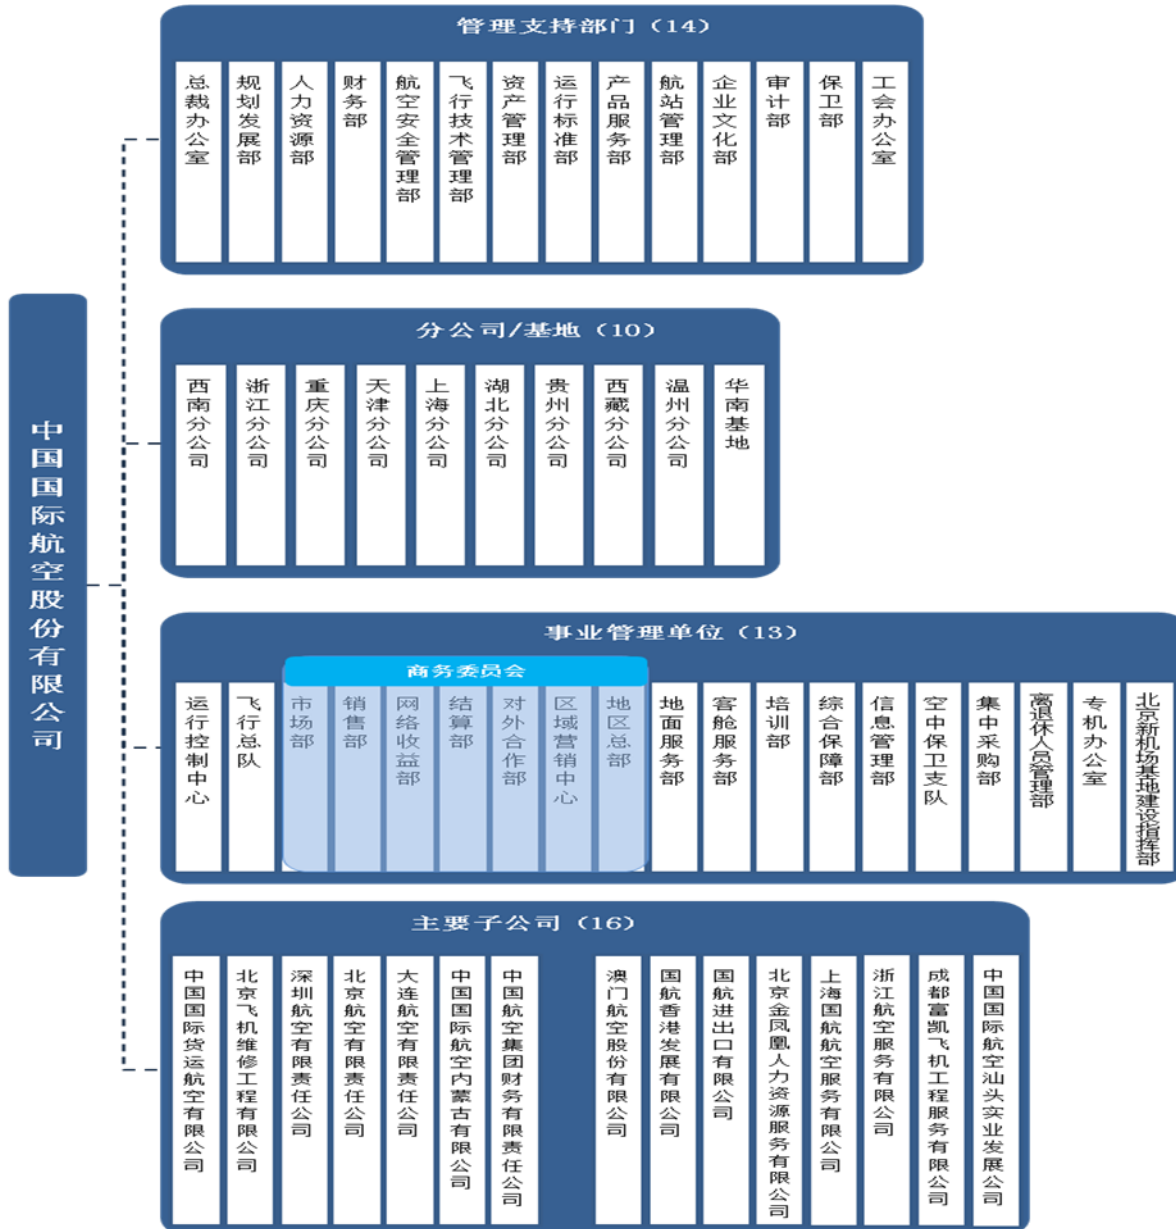 中国国际航空股份有限公司
管理支持部门（14）
总裁办公室
规划发展部
人力资源部
财务部
航空安全管理部
飞行技术管理部
资产管理部
运行标准部
产品服务部
航站管理部
企业文化部
审计部
保卫部
工会办公室
分公司/基地（10）
西南分公司
浙江分公司
重庆分公司
天津分公司
上海分公司
湖北分公司
贵州分公司
西藏分公司
温州分公司
华南基地
事业管理单位（13）
商务委员会
运行控制中心
飞行总队
市场部
销售部
网络收益部
结算部
对外合作部
区域营销中心
地区总部
地面服务部
客舱服务部
培训部
综合保障部
信息管理部
空中保卫支队
集中采购部
离退休人员管理部
专机办公室
北京新机场基地建设指挥部
主要子公司（16）
中国国际货运航空有限公司
北京飞机维修工程有限公司
深圳航空有限责任公司
北京航空有限责任公司
大连航空有限责任公司
中国国际航空内蒙古有限公司
中国航空集团财务有限责任公司
澳门航空股份有限公司
国航香港发展有限公司
国航进出口有限公司
北京金凤凰人力资源服务有限公司
上海国航航空服务有限公司
浙江航空服务有限公司
成都富凯飞机工程服务有限公司
中国国际航空汕头实业发展公司